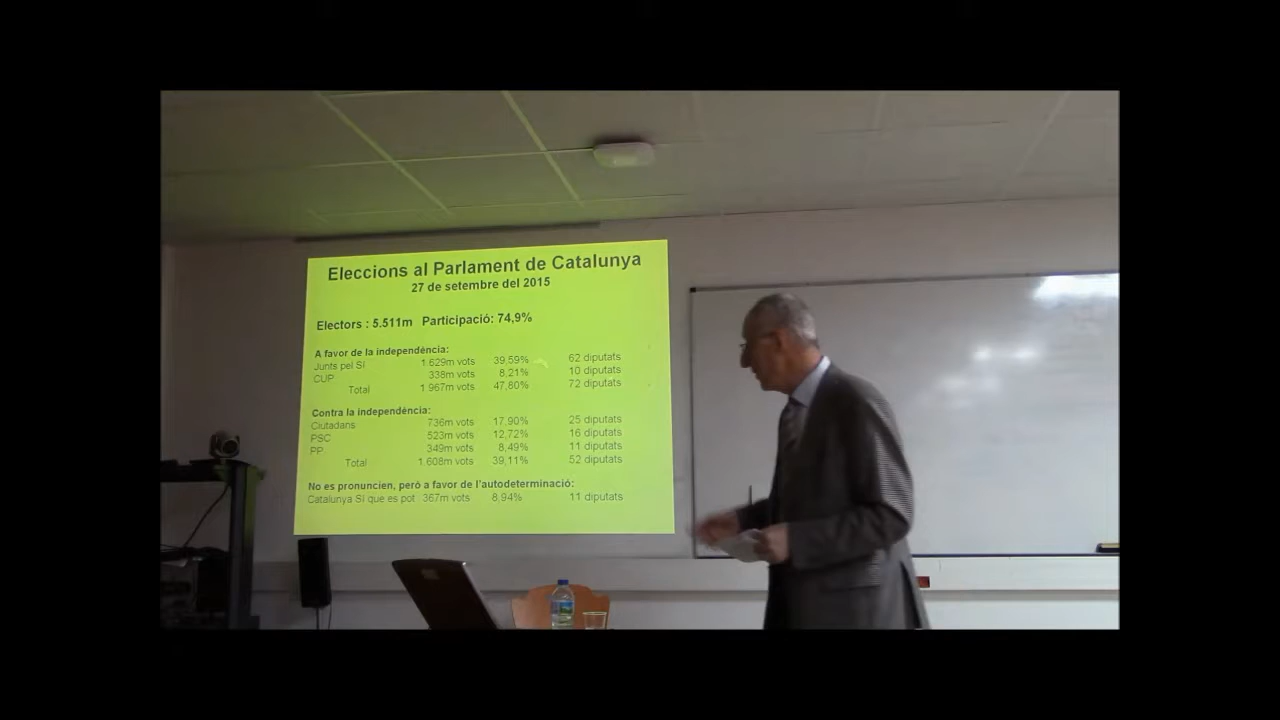 Eleccions al Parlament de Catalunya
27 de setembre del 2015
Electors : 5.511m Participació: 74,9%
A favor de la independència:
Junts pel SI 1 629m vots 39,59% 62 diputats
CUP 338m vots 8,21% 10 diputats
Total 1 967m vots 47,80% 72 diputats
Contra la independència:
Ciutadans 736m vots 17,90% 25 diputats
PSC 523m vots 12,72% 16 diputats
PP 349m vots 8,49% 11 diputats
Total 1 608m vots 39,11% 52 diputats
No es pronuncien, però a favor de l'autodeterminació:
Catalunya SI que es pot 367m vots 8,94% 11 diputats